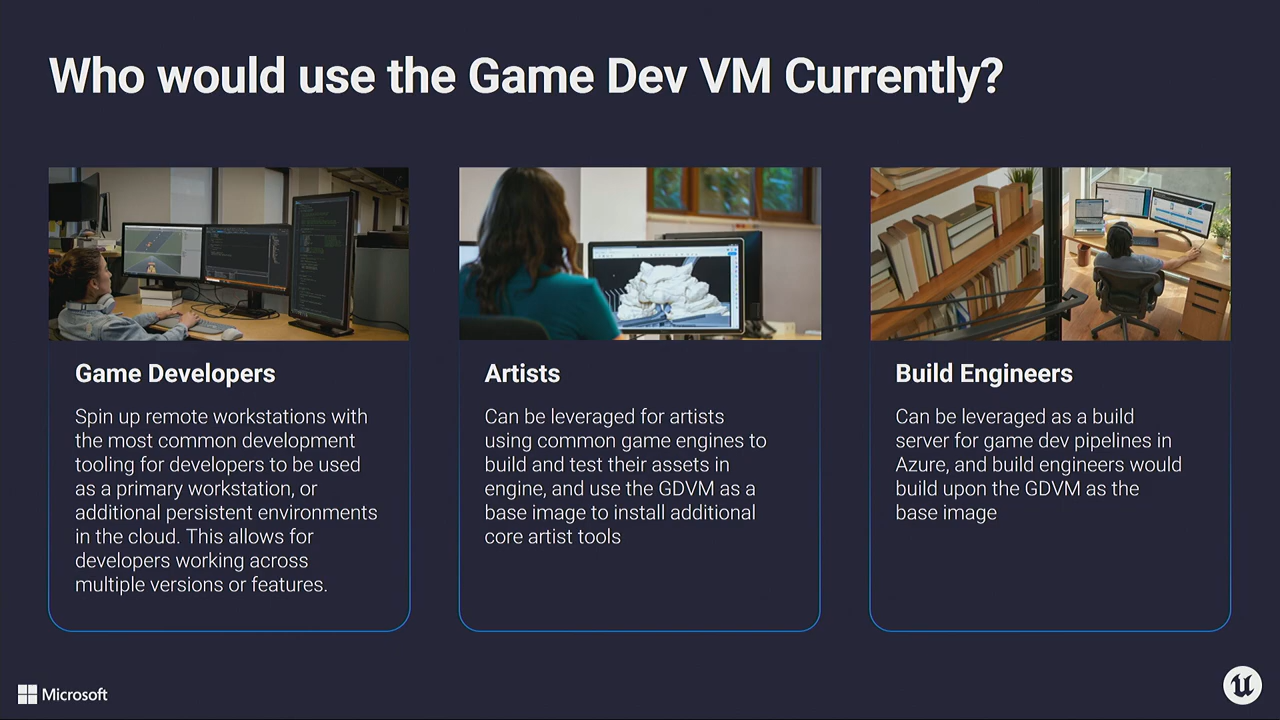 Who would use the Game Dev VM Currently?
Game Developers
Spin up remote workstations with
the most common development
tooling for developers to be used
as a primary workstation, or
additional persistent environments
in the cloud. This allows for
developers working across
multiple versions or features.
Artists
Can be leveraged for artists
using common game engines to
build and test their assets in
engine, and use the GDVM as a
base image to install additional
core artist tools
Build Engineers
Can be leveraged as a build
server for game dev pipelines in
Azure, and build engineers would
build upon the GDVM as the
base image
Microsoft